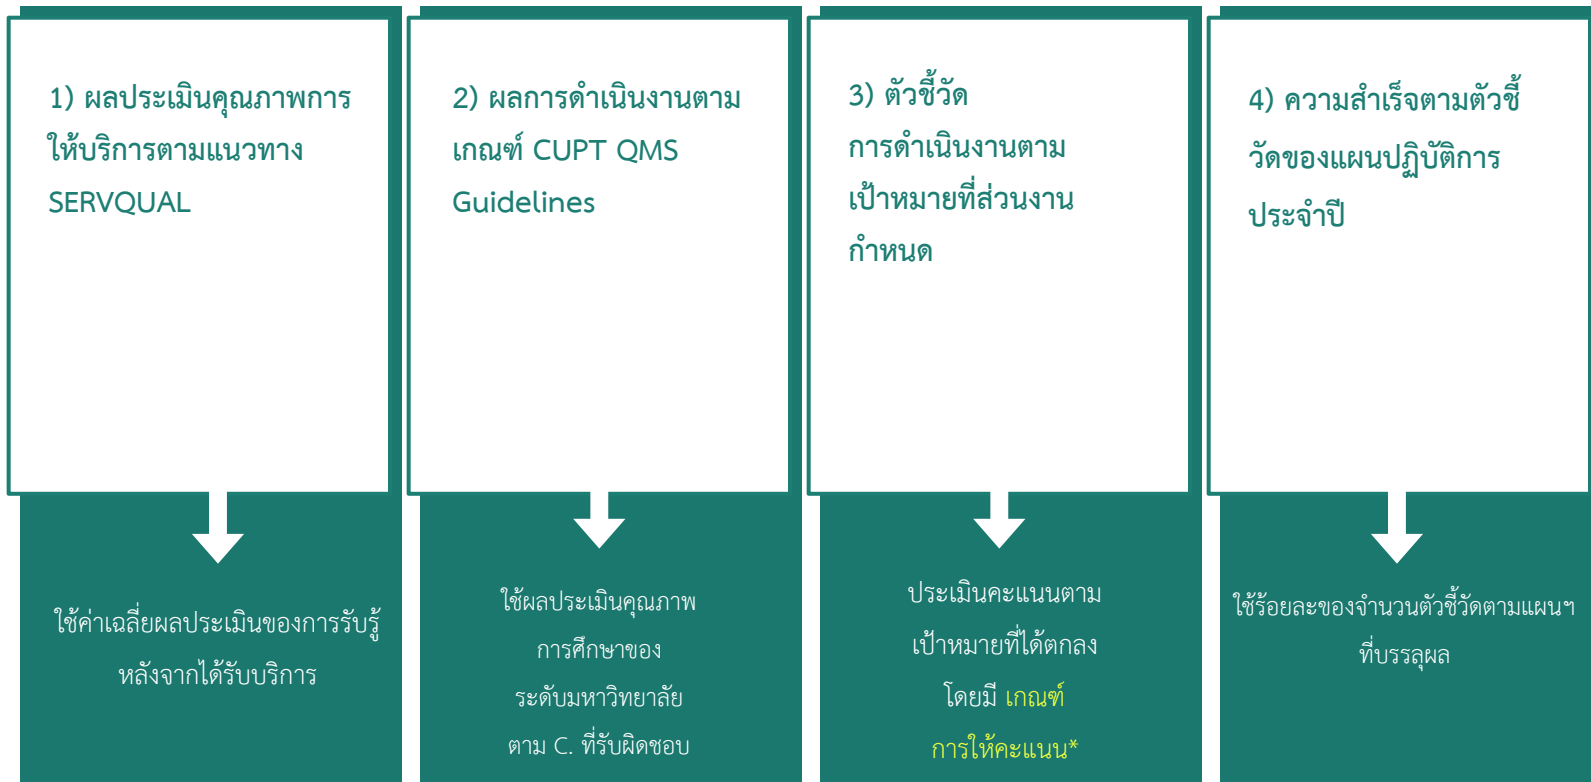 1) ผลประเมินคุณภาพการ
ให้บริการตามแนวทาง
SERVQUAL
ใช้ค่าเฉลี่ยผลประเมินของการรับรู้
หลังจากได้รับบริการ
2) ผลการดำเนินงานตาม
เกณฑ์ CUPT QMS
Guidelines
ใช้ผลประเมินคุณภาพ
การศึกษาของ
ระดับมหาวิทยาลัย
ตาม C. ที่รับผิดชอบ
3) ตัวชี้วัด
การดำเนินงานตาม
เป้าหมายที่ส่วนงาน
กำหนด
ประเมินคะแนนตาม
เป้าหมายที่ได้ตกลง
โดยมี เกณฑ์
การให้คะแนน*
4) ความสำเร็จตามตัวชี้
วัดของแผนปฏิบัติการ
ประจำปี
ใช้ร้อยละของจำนวนตัวชี้วัดตามแผนฯ
ที่บรรลุผล